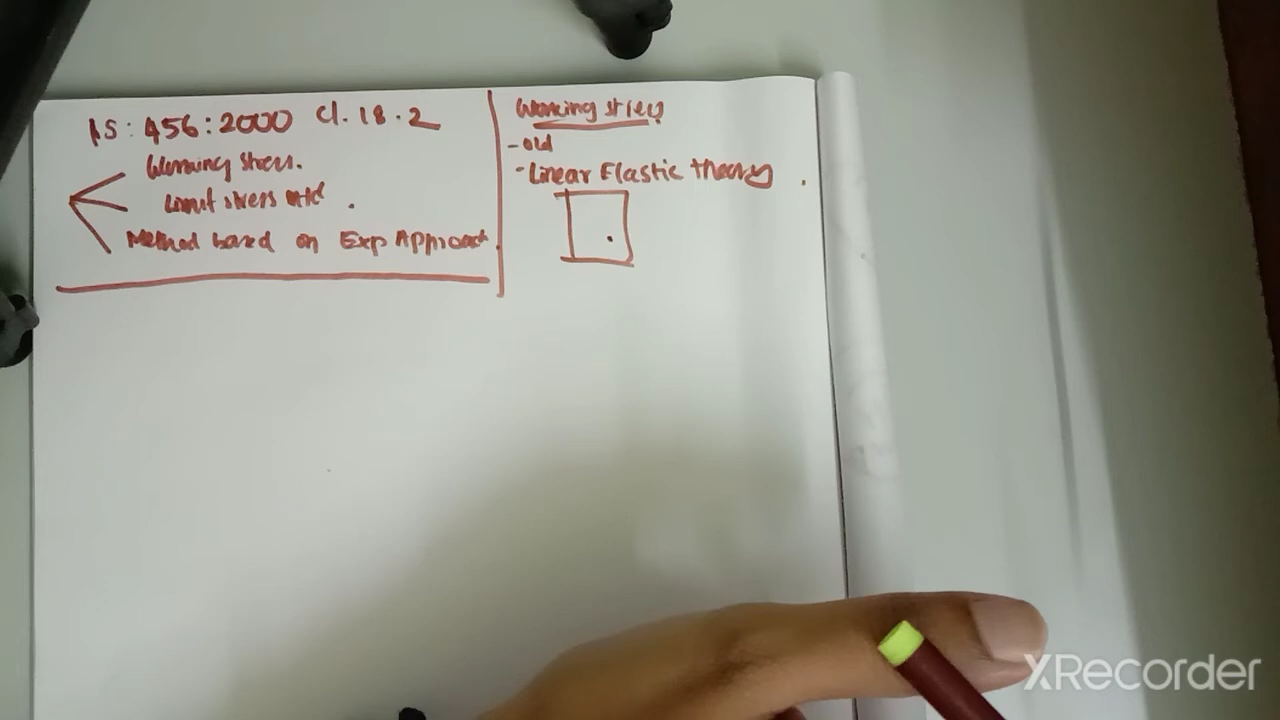 IS: 456:2000 Cl. 18.2
Working stress.
Limit stress mtd.
Method based on Exp Approach.
Working stress
- old
- Linear Elastic theory.
XRecorder